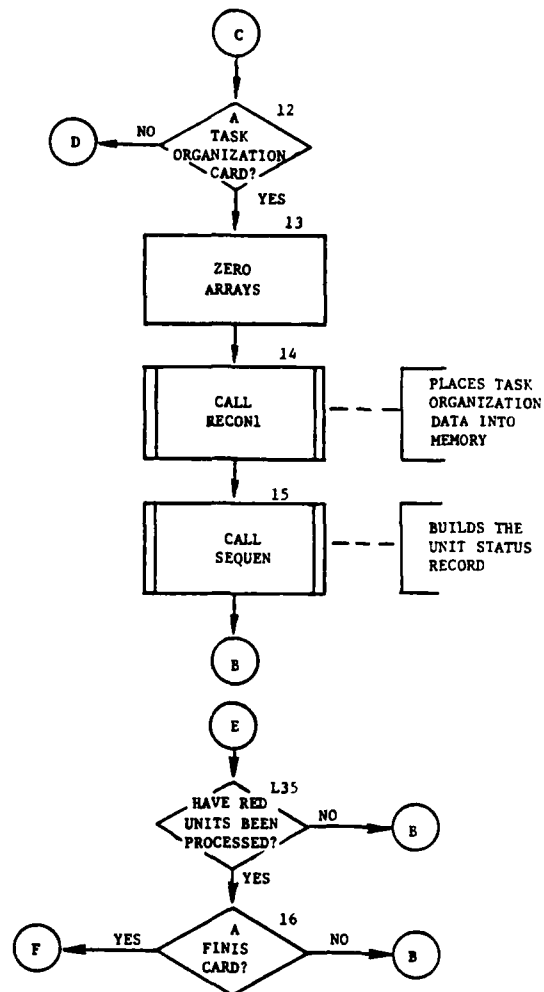 C
12
A
TASK
ORGANIZATION
CARD?
NO
D
YES
13
ZERO
ARRAYS
14
CALL
RECON1
PLACES TASK
ORGANIZATION
DATA INTO
MEMORY
15
CALL
SEQUEN
BUILDS THE
UNIT STATUS
RECORD
B
E
L35
HAVE RED
UNITS BEEN
PROCESSED?
NO
B
YES
16
A
FINIS
CARD?
YES
F
NO
B